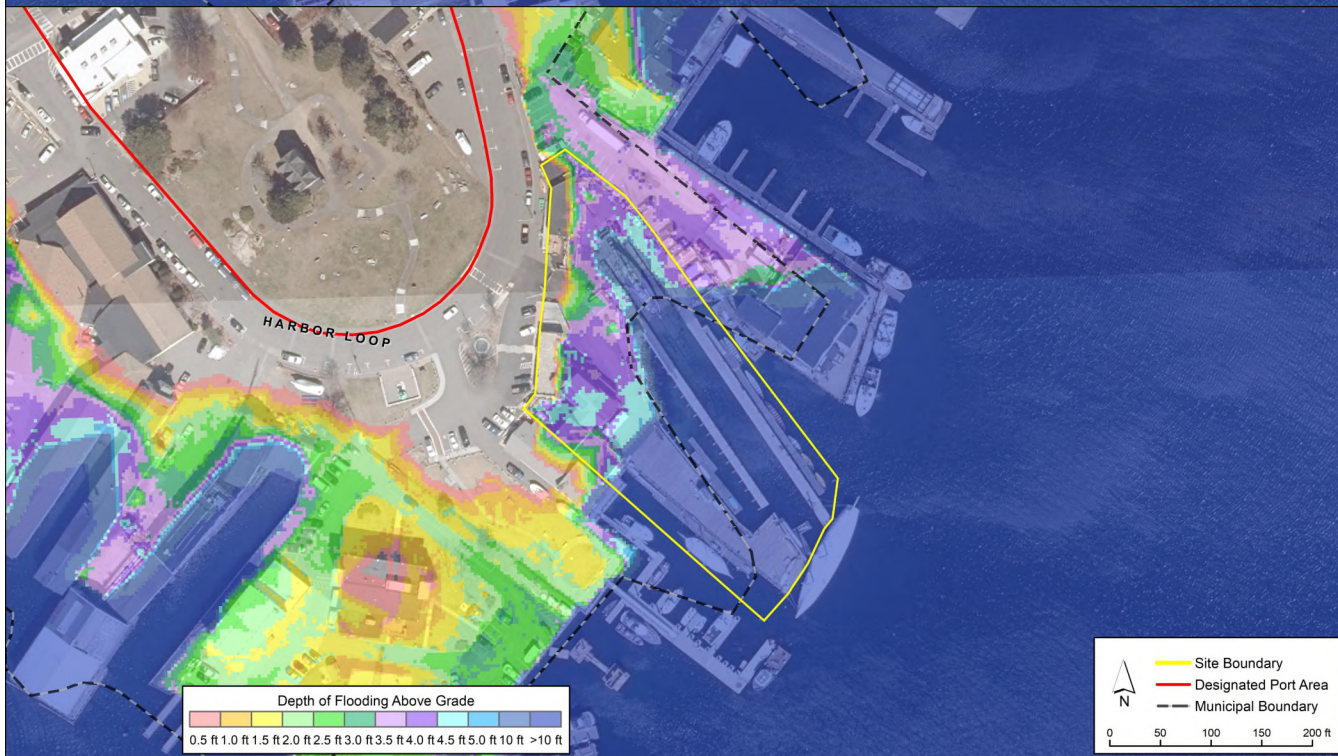 HARBOR LOOP
Depth of Flooding Above Grade
0.5 ft 1.0 ft 1.5 ft 2.0 ft 2.5 ft 3.0 ft 3.5 ft 4.0 ft 4.5 ft 5.0 ft 10 ft >10 ft
Site Boundary
Designated Port Area
Municipal Boundary
N
0 50 100 150 200 ft